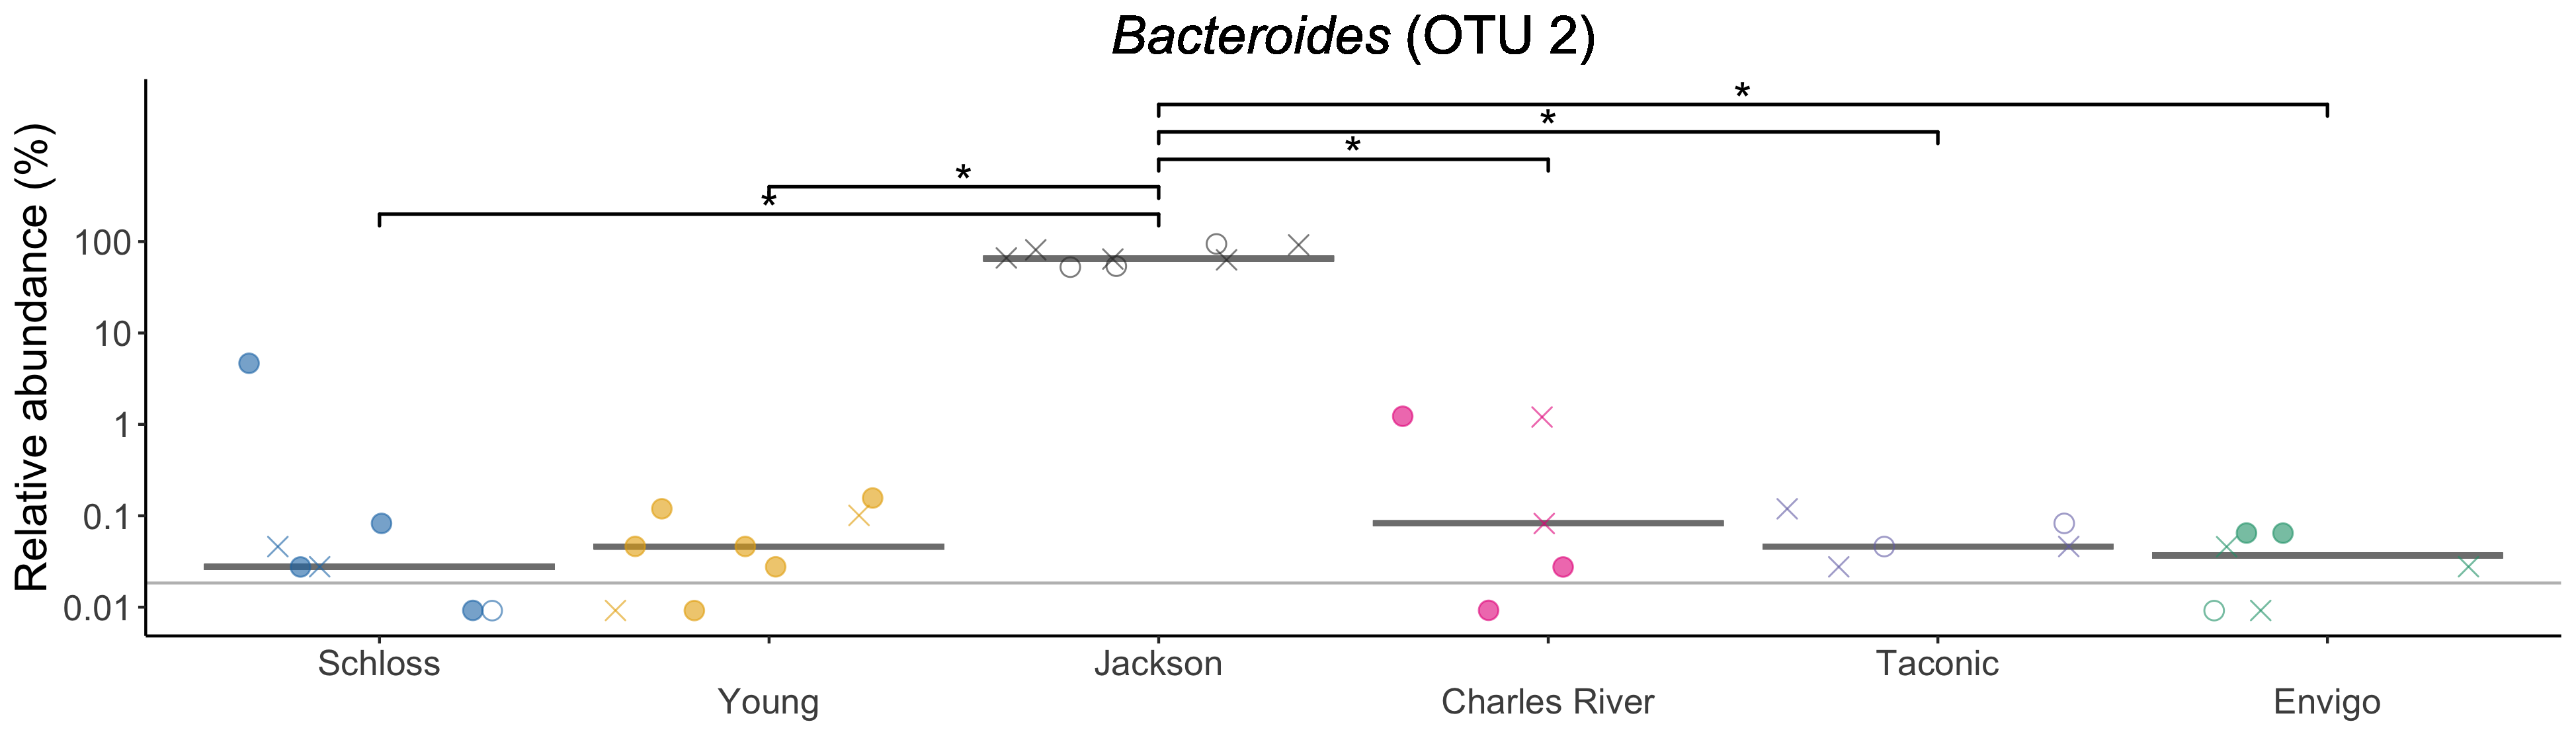 Bacteroides (OTU 2)
Relative abundance (%)
*
*
*
*
*
100
10
1
0.1
0.01
Schloss
Young
Jackson
Charles River
Taconic
Envigo